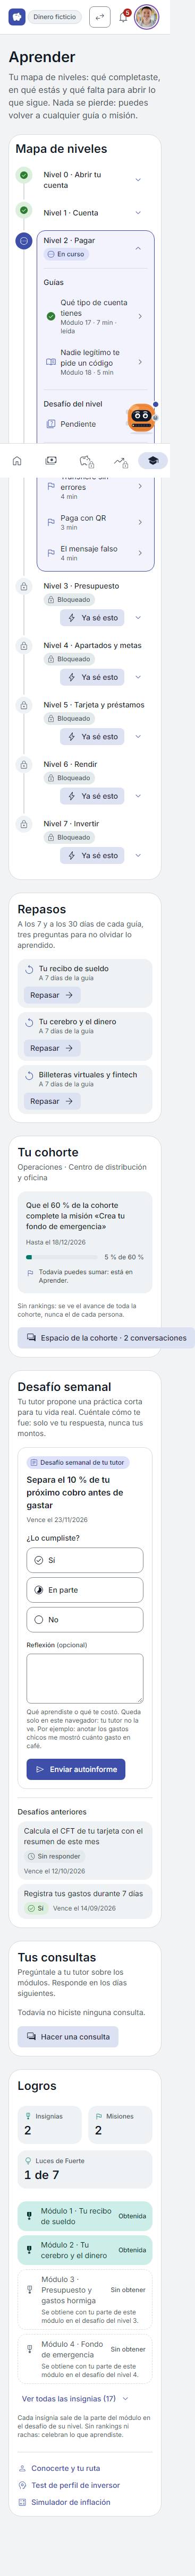 Dinero ficticio
5
Aprender
Tu mapa de niveles: qué completaste,
en qué estás y qué falta para abrir lo
que sigue. Nada se pierde: puedes
volver a cualquier guía o misión.
Mapa de niveles
Nivel 0 · Abrir tu
cuenta
Nivel 1 · Cuenta
Nivel 2 · Pagar
En curso
Guías
Qué tipo de cuenta
tienes
Módulo 17 · 7 min ·
leída
Nadie legítimo te
pide un código
Módulo 18 · 5 min
Desafío del nivel
Pendiente
errores
4 min
Paga con QR
3 min
El mensaje falso
4 min
Nivel 3 · Presupuesto
Bloqueado
Ya sé esto
Nivel 4 · Apartados y metas
Bloqueado
Ya sé esto
Nivel 5 · Tarjeta y préstamos
Bloqueado
Ya sé esto
Nivel 6 · Rendir
Bloqueado
Ya sé esto
Nivel 7 · Invertir
Bloqueado
Ya sé esto
Repasos
A los 7 y a los 30 días de cada guía,
tres preguntas para no olvidar lo
aprendido.
Tu recibo de sueldo
A 7 días de la guía
Repasar
Tu cerebro y el dinero
A 7 días de la guía
Repasar
Billeteras virtuales y fintech
A 7 días de la guía
Repasar
Tu cohorte
Operaciones · Centro de distribución
y oficina
Que el 60 % de la cohorte
complete la misión «Crea tu
fondo de emergencia»
Hasta el 18/12/2026
5 % de 60 %
Todavía puedes sumar: está en
Aprender.
Sin rankings: se ve el avance de toda la
cohorte, nunca el de cada persona.
Espacio de la cohorte · 2 conversaciones
Desafío semanal
Tu tutor propone una práctica corta
para tu vida real. Cuéntale cómo te
fue: solo ve tu respuesta, nunca tus
montos.
Desafío semanal de tu tutor
Separa el 10 % de tu
próximo cobro antes de
gastar
Vence el 23/11/2026
¿Lo cumpliste?
Sí
En parte
No
Reflexión (opcional)
Qué aprendiste o qué te costó. Queda
solo en este navegador: tu tutor no la
ve. Por ejemplo: anotar los gastos
chicos me mostró cuánto gasto en
café.
Enviar autoinforme
Desafíos anteriores
Calcula el CFT de tu tarjeta con el
resumen de este mes
Sin responder
Vence el 12/10/2026
Registra tus gastos durante 7 días
Sí
Vence el 14/09/2026
Tus consultas
Pregúntale a tu tutor sobre los
módulos. Responde en los días
siguientes.
Todavía no hiciste ninguna consulta.
Hacer una consulta
Logros
Insignias
2
Misiones
2
Luces de Fuerte
1 de 7
Módulo 1 · Tu recibo
de sueldo
Obtenida
Módulo 2 · Tu
cerebro y el dinero
Obtenida
Módulo 3 ·
Presupuesto y
gastos hormiga
Sin obtener
Se obtiene con tu parte de este
módulo en el desafío del nivel 3.
Módulo 4 · Fondo
de emergencia
Sin obtener
Se obtiene con tu parte de este
módulo en el desafío del nivel 4.
Ver todas las insignias (17)
Cada insignia sale de la parte del módulo en
el desafío de su nivel. Sin rankings ni
rachas: celebran lo que aprendiste.
Conocerte y tu ruta
Test de perfil de inversor
Simulador de inflación